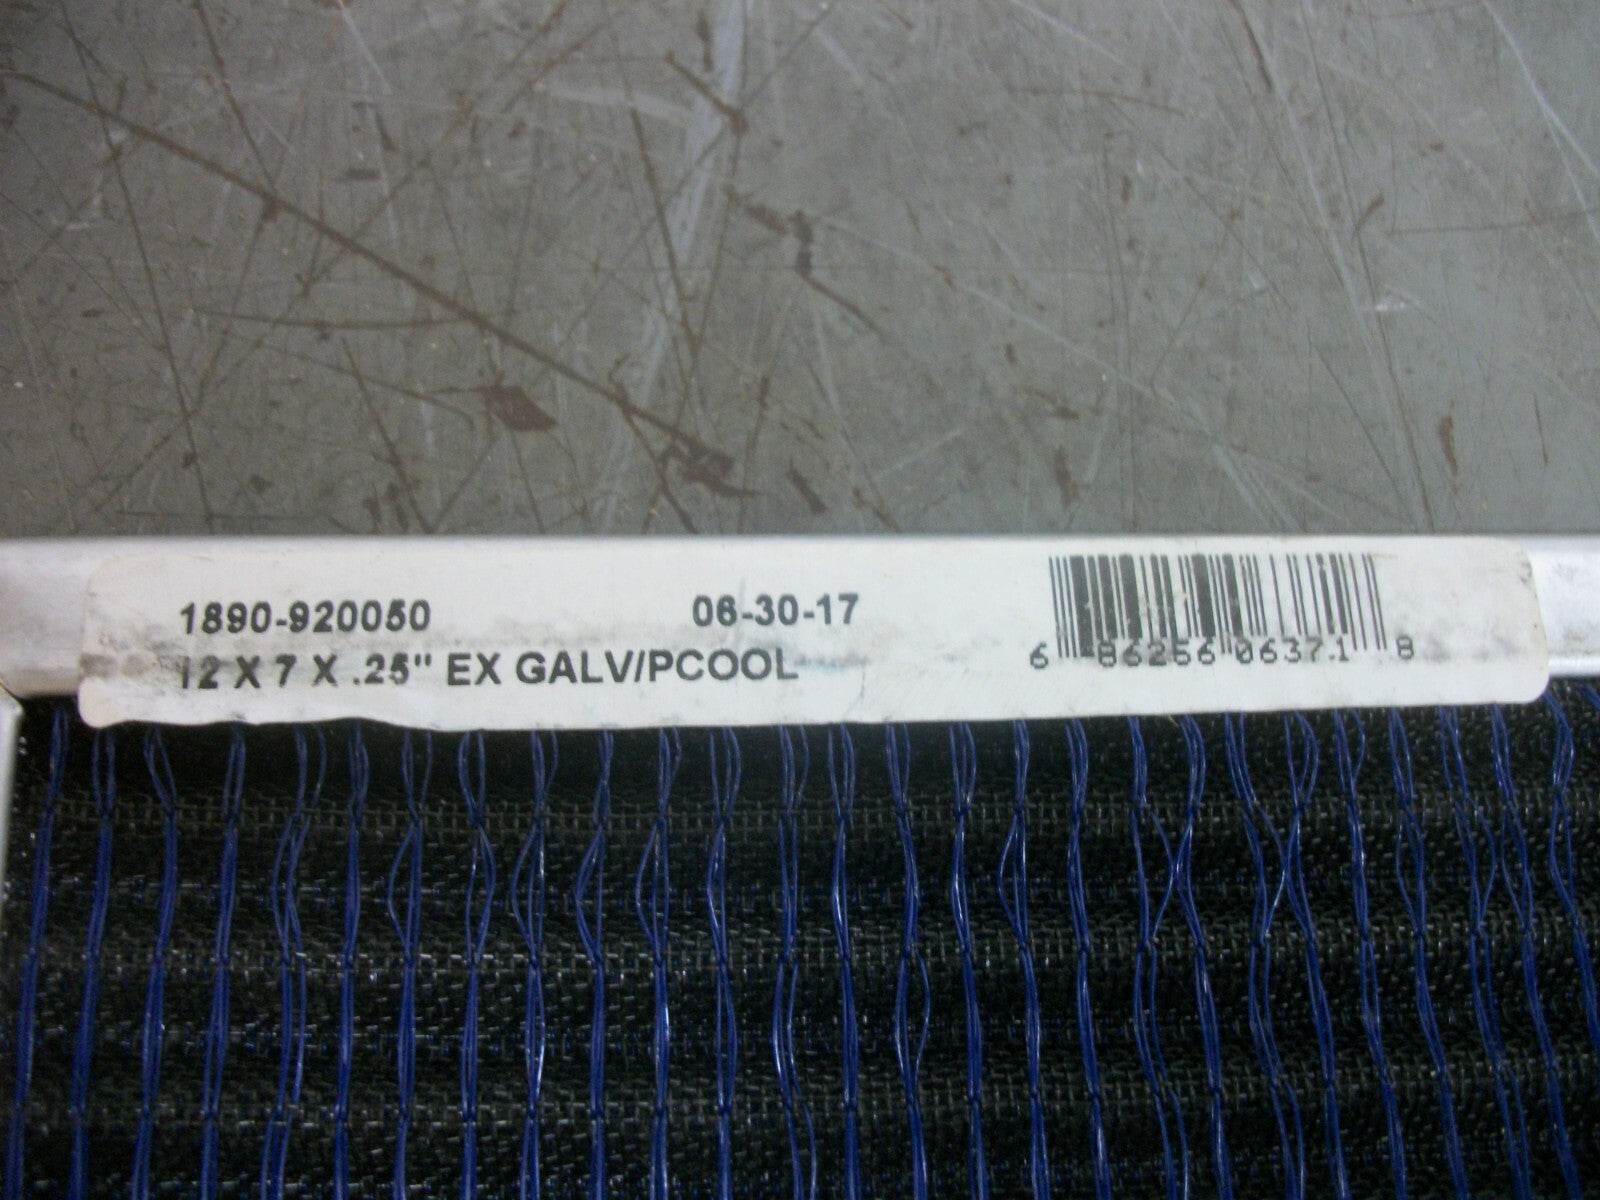 1890-920050 06-30-17
12 X 7 X .25" EX GALV/PCOOL
6 86256 06371 8